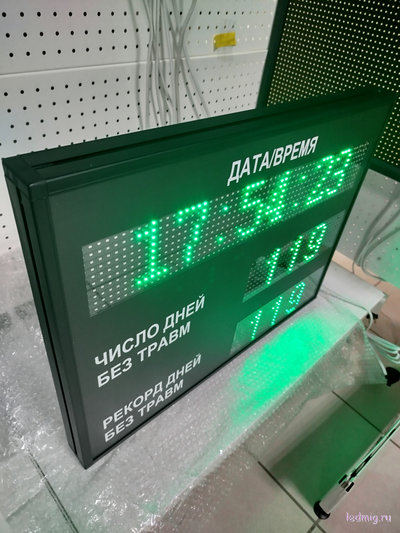 ДАТА/ВРЕМЯ
17:54:23
ЧИСЛО ДНЕЙ
БЕЗ ТРАВМ
119
РЕКОРД ДНЕЙ
БЕЗ ТРАВМ
119
ledmig.ru